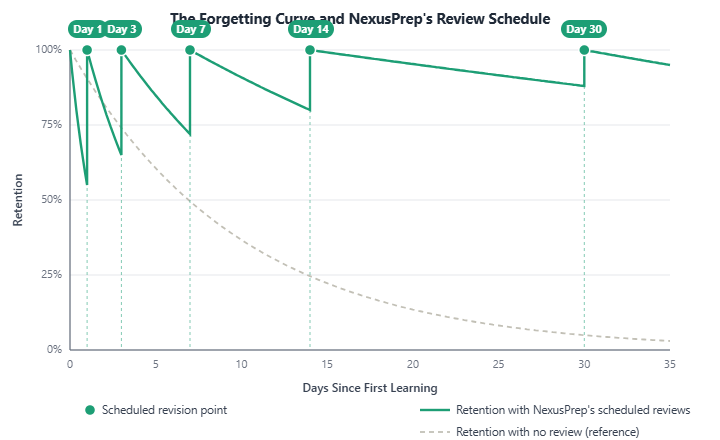 The Forgetting Curve and NexusPrep's Review Schedule
Day 1 Day 3 Day 7 Day 14 Day 30
100%
75%
50%
25%
0%
Retention
0 5 10 15 20 25 30 35
Days Since First Learning
Scheduled revision point
Retention with NexusPrep's scheduled reviews
Retention with no review (reference)